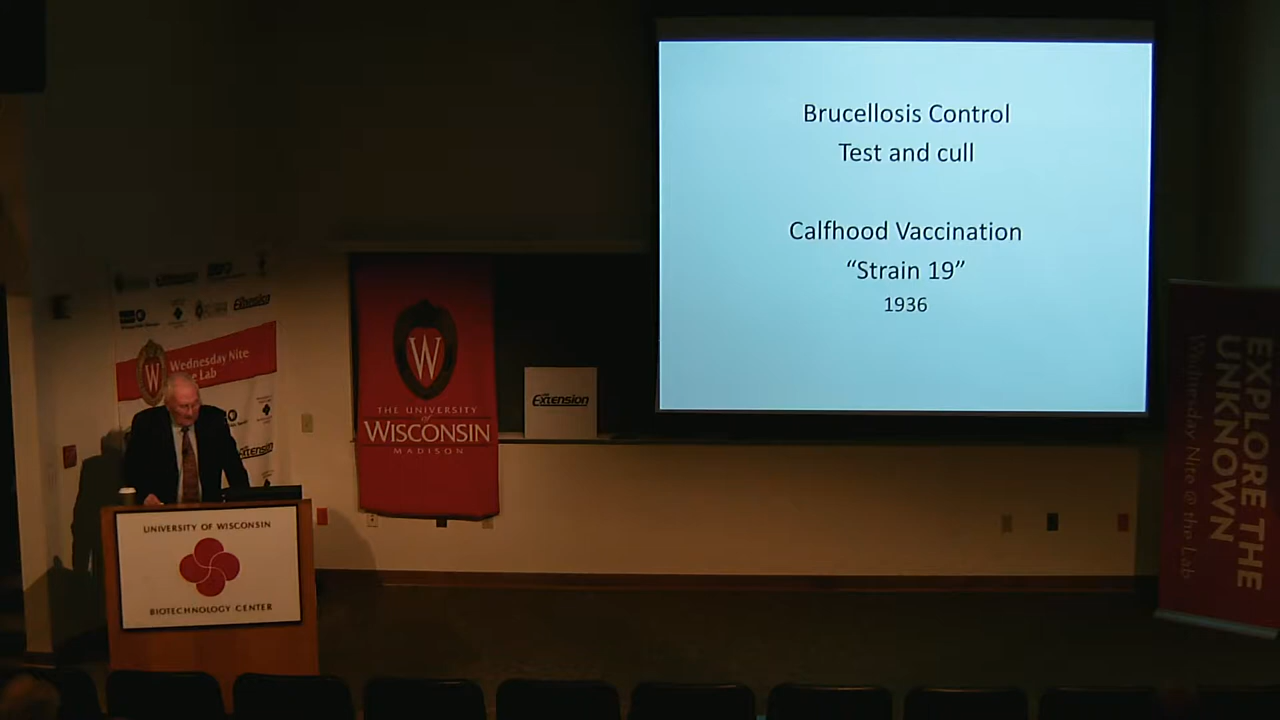 Brucellosis Control
Test and cull
Calfhood Vaccination
“Strain 19”
1936
Extension
Wednesday Nite
Lab
W
Extension
W
THE UNIVERSITY
of
WISCONSIN
MADISON
Extension
UNIVERSITY OF WISCONSIN
BIOTECHNOLOGY CENTER
EXPLORE THE
UNKNOWN
Wednesday Nite @ the Lab